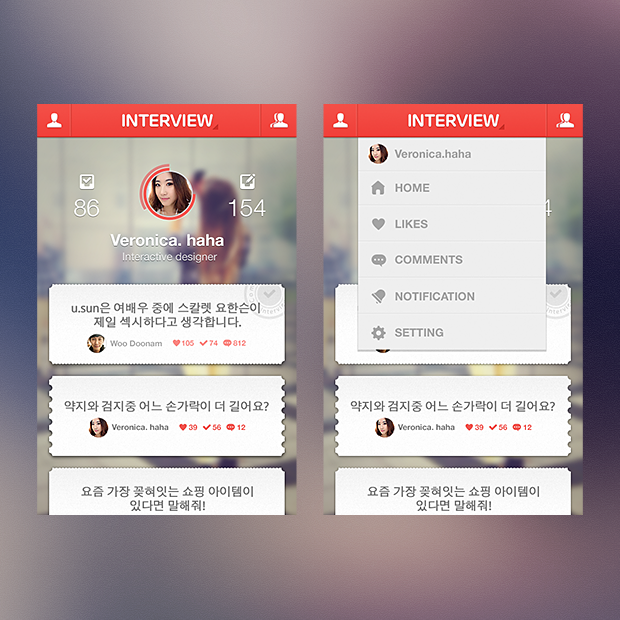 INTERVIEW
86
154
Veronica. haha
Interactive designer
u.sun은 여배우 중에 스칼렛 요한슨이
제일 섹시하다고 생각합니다.
Woo Doonam 105 74 812
약지와 검지중 어느 손가락이 더 길어요?
Veronica. haha 39 56 12
요즘 가장 꽂혀잇는 쇼핑 아이템이
있다면 말해줘!
INTERVIEW
Veronica.haha
HOME
LIKES
COMMENTS
NOTIFICATION
SETTING
약지와 검지중 어느 손가락이 더 길어요?
Veronica. haha 39 56 12
요즘 가장 꽂혀잇는 쇼핑 아이템이
있다면 말해줘!